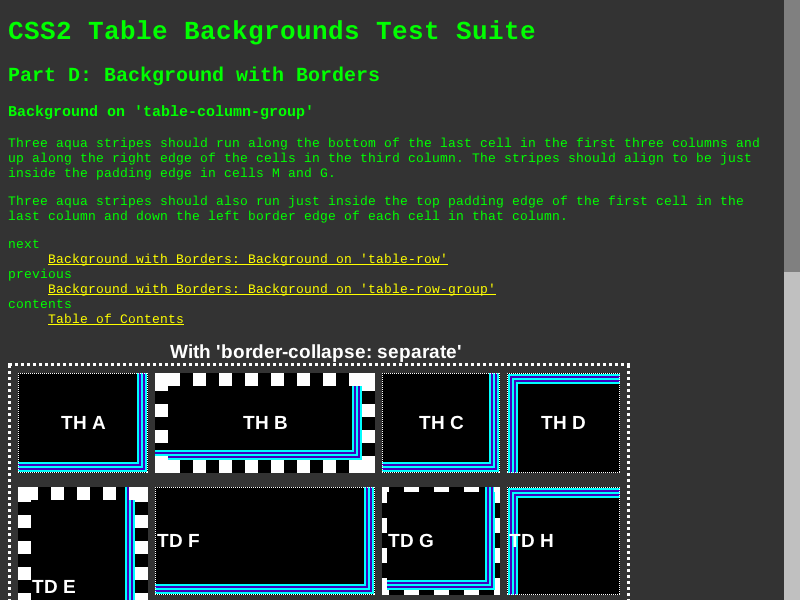 CSS2 Table Backgrounds Test Suite
Part D: Background with Borders
Background on 'table-column-group'
Three aqua stripes should run along the bottom of the last cell in the first three columns and
up along the right edge of the cells in the third column. The stripes should align to be just
inside the padding edge in cells M and G.
Three aqua stripes should also run just inside the top padding edge of the first cell in the
last column and down the left border edge of each cell in that column.
next
Background with Borders: Background on 'table-row'
previous
Background with Borders: Background on 'table-row-group'
contents
Table of Contents
With 'border-collapse: separate'
TH A TH B TH C TH D
TD F TD G TD H
TD E